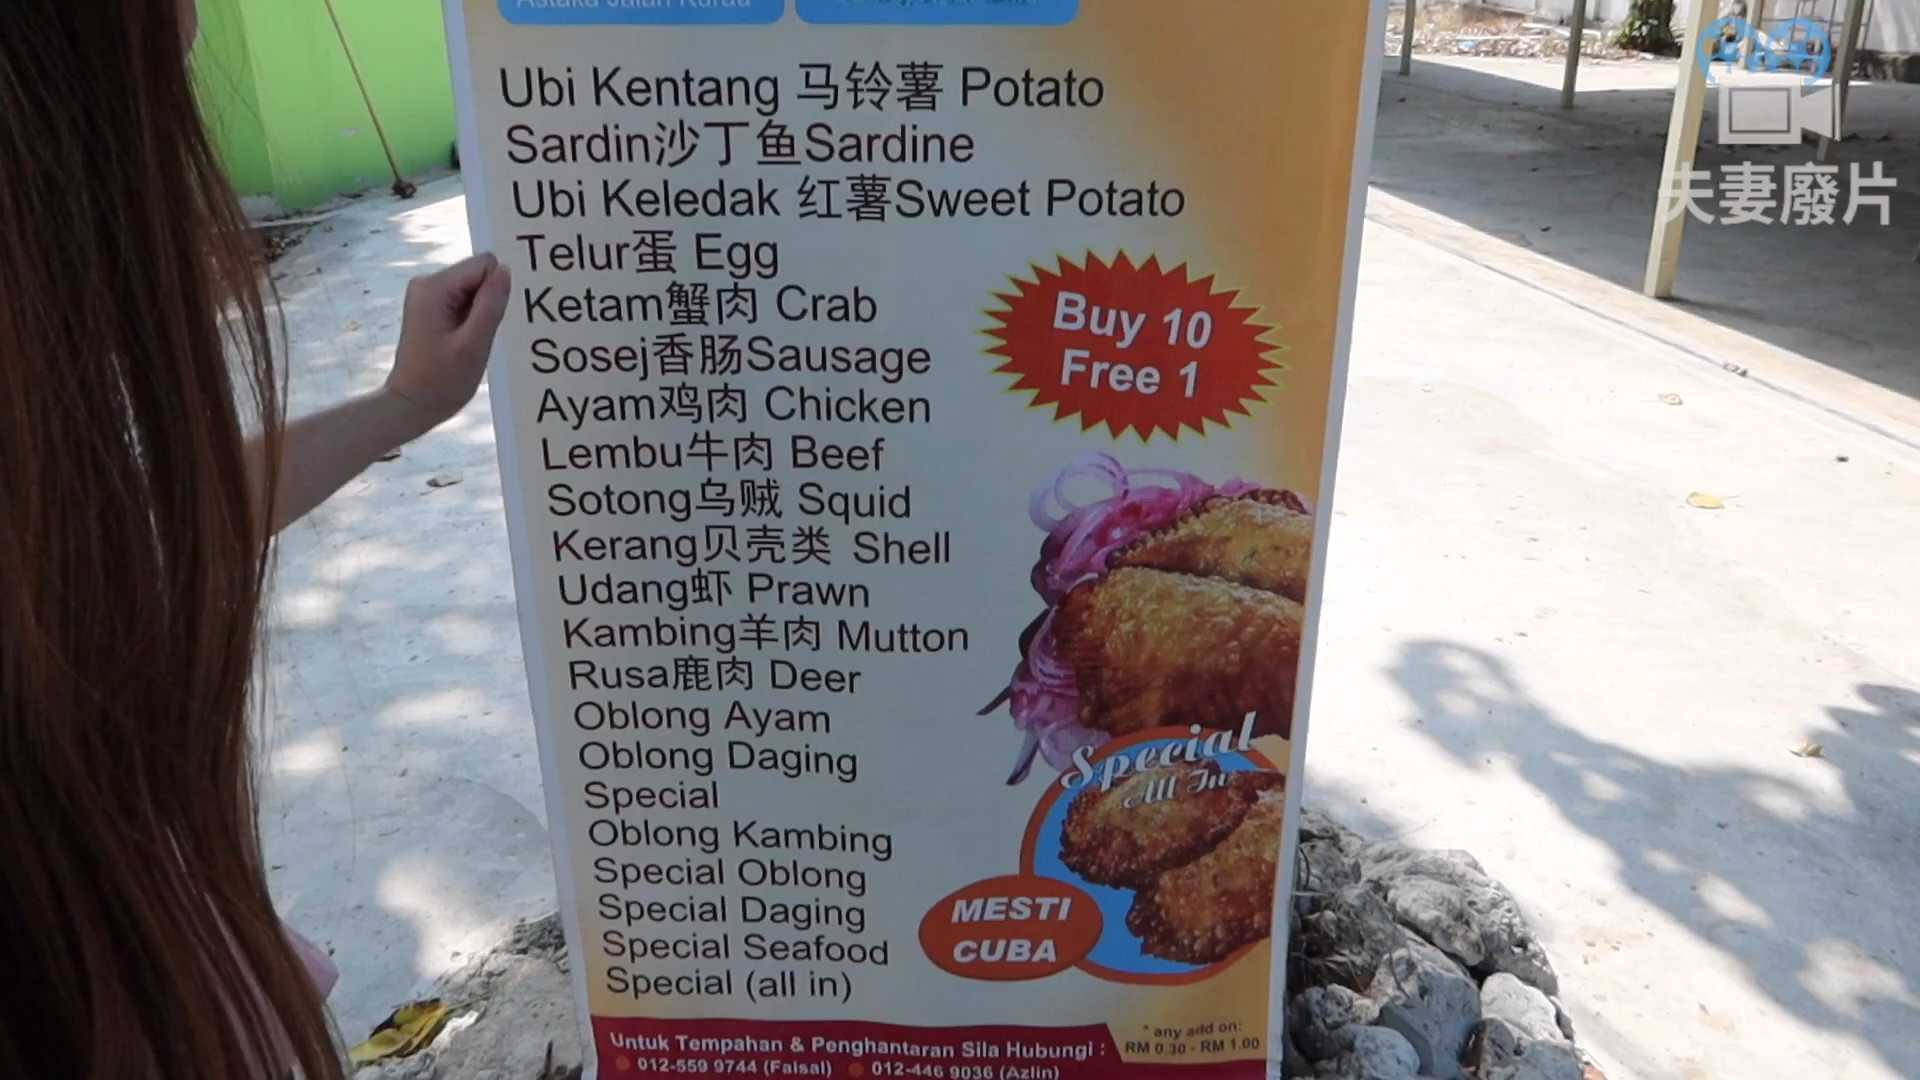 Astaka Jalan Kurau
Ubi Kentang 马铃薯 Potato
Sardin沙丁鱼Sardine
Ubi Keledak 红薯Sweet Potato
Telur蛋 Egg
Ketam蟹肉 Crab
Sosej香肠Sausage
Ayam鸡肉 Chicken
Lembu牛肉 Beef
Sotong乌贼 Squid
Kerang贝壳类 Shell
Udang虾 Prawn
Kambing羊肉 Mutton
Rusa鹿肉 Deer
Oblong Ayam
Oblong Daging
Special
Oblong Kambing
Special Oblong
Special Daging
Special Seafood
Special (all in)
Buy 10
Free 1
Special
All In
MESTI
CUBA
Untuk Tempahan & Penghantaran Sila Hubungi :
012-559 9744 (Faisal) 012-446 9036 (Azlin)
* any add on:
RM 0.30 - RM 1.00
夫妻廢片